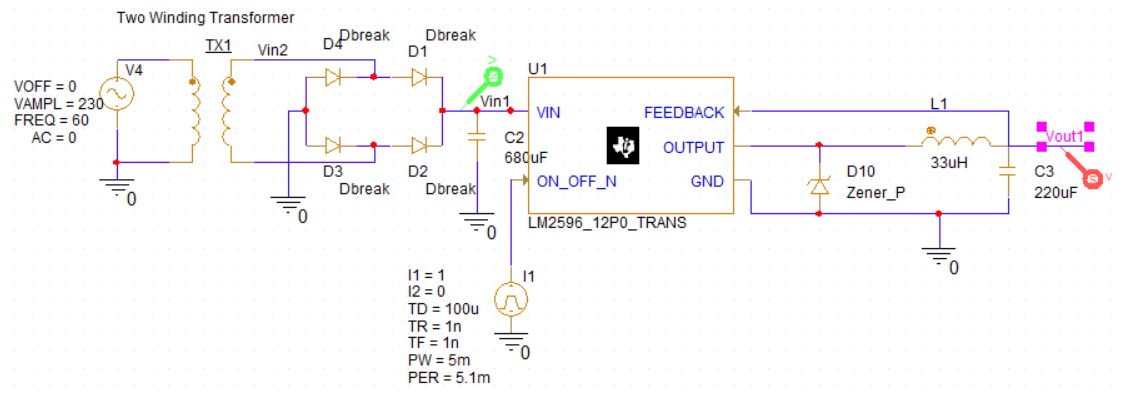 Two Winding Transformer
TX1
V4
VOFF = 0
VAMPL = 230
FREQ = 60
AC = 0
0
Vin2
D4
Dbreak
D1
Dbreak
D3
Dbreak
D2
Dbreak
0
V
Vin1
C2
680uF
0
U1
VIN
ON_OFF_N
FEEDBACK
OUTPUT
GND
LM2596_12P0_TRANS
I1
I1 = 1
I2 = 0
TD = 100u
TR = 1n
TF = 1n
PW = 5m
PER = 5.1m
0
D10
Zener_P
L1
33uH
Vout1
V
C3
220uF
0